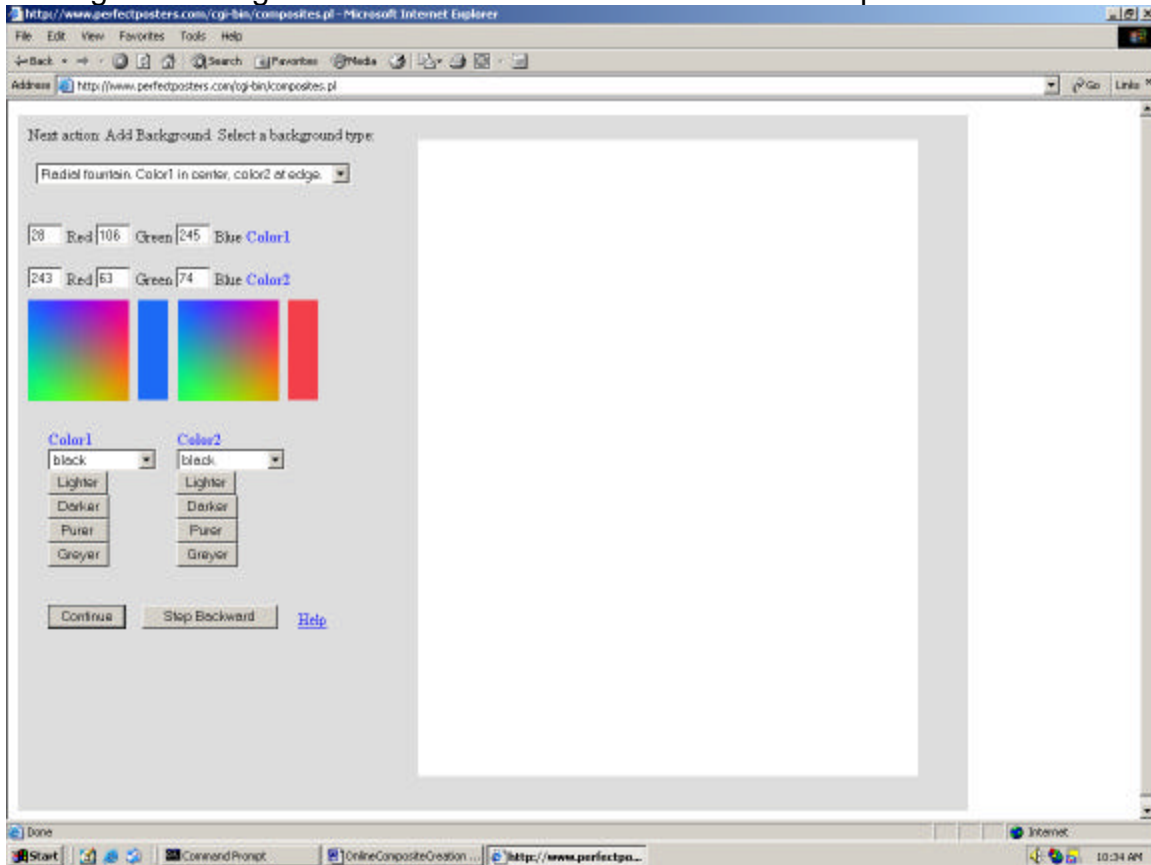 http://www.perfectposters.com/cgi-bin/composites.pl - Microsoft Internet Explorer
File Edit View Favorites Tools Help
Back Search Favorites Media
Address http://www.perfectposters.com/cgi-bin/composites.pl Go Links
Next action: Add Background. Select a background type:
Radial fountain. Color1 in center, color2 at edge.
28 Red 106 Green 245 Blue Color1
243 Red 63 Green 74 Blue Color2
Color1 Color2
black black
Lighter Lighter
Darker Darker
Purer Purer
Greyer Greyer
Continue Step Backward Help
Done Internet
Start Command Prompt OnlineCompositeCreation ... http://www.perfectpo... 10:34 AM